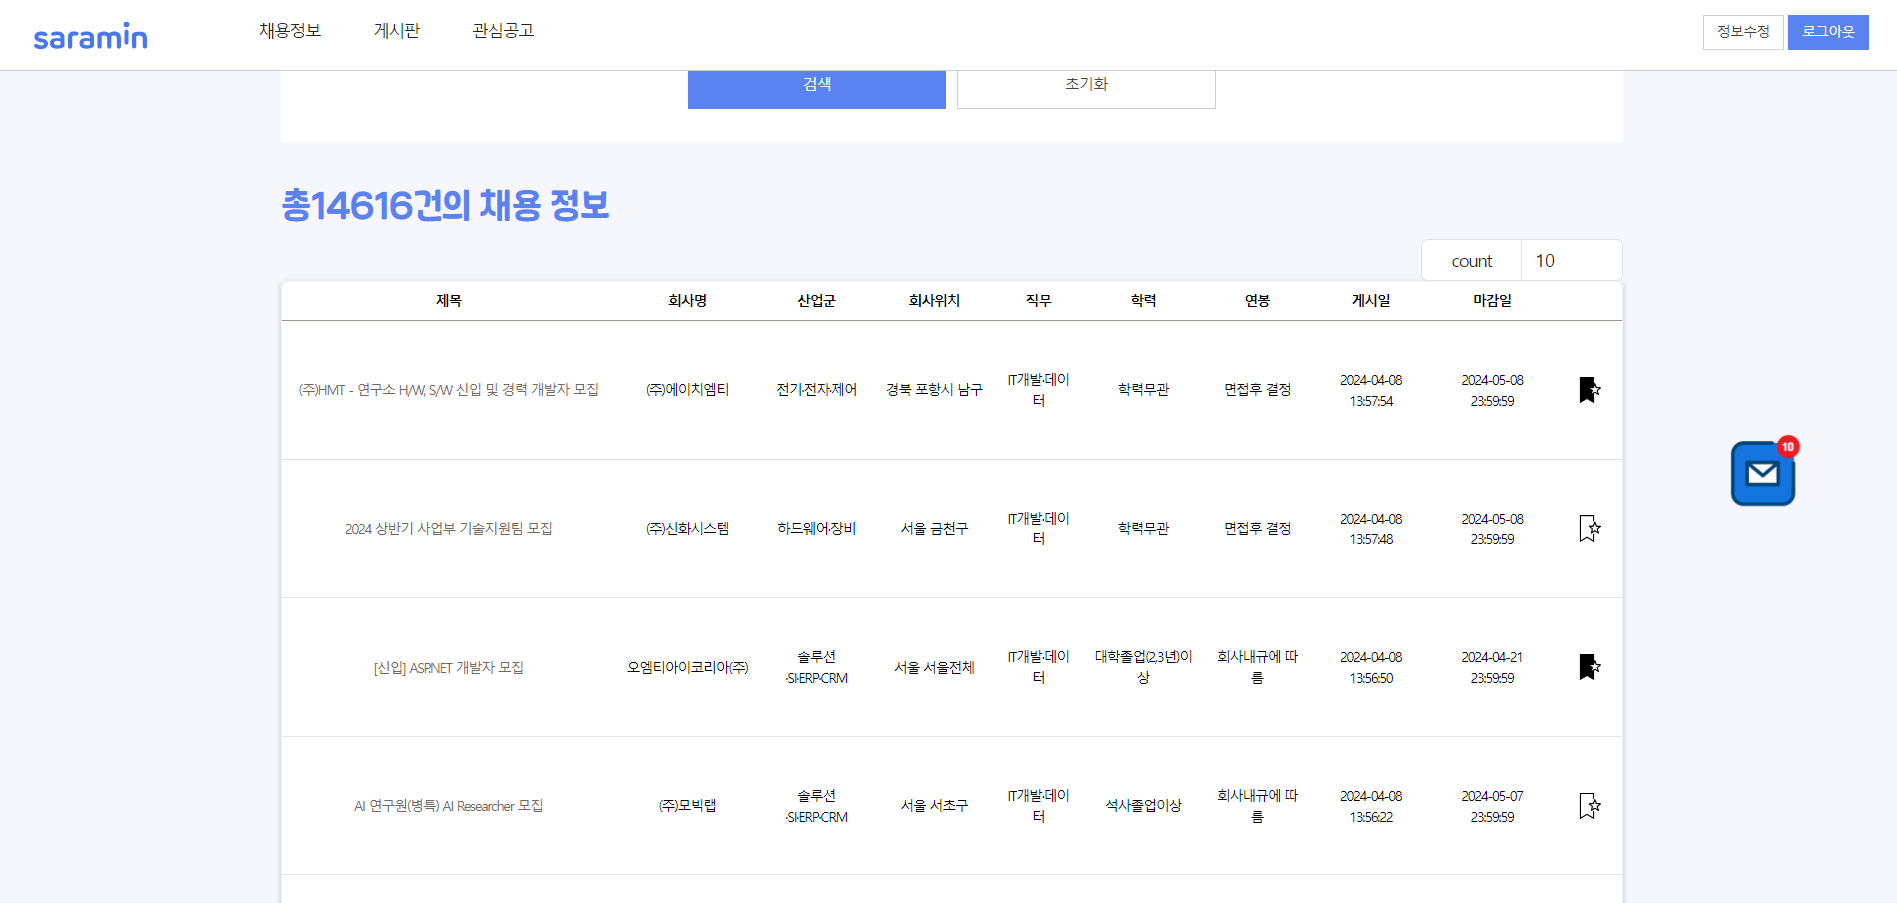 saramin 채용정보 게시판 관심공고 정보수정 로그아웃
검색 초기화
총14616건의 채용 정보
count 10
제목 회사명 산업군 회사위치 직무 학력 연봉 게시일 마감일
(주)HMT - 연구소 H/W, S/W 신입 및 경력 개발자 모집 (주)에이치엠티 전기·전자·제어 경북 포항시 남구 IT개발·데이 학력무관 면접후 결정 2024-04-08 2024-05-08
터 13:57:54 23:59:59
10
2024 상반기 사업부 기술지원팀 모집 (주)신화시스템 하드웨어·장비 서울 금천구 IT개발·데이 학력무관 면접후 결정 2024-04-08 2024-05-08
터 13:57:48 23:59:59
[신입] ASP.NET 개발자 모집 오엠티아이코리아(주) 솔루션 서울 서울전체 IT개발·데이 대학졸업(2,3년)이 회사내규에 따 2024-04-08 2024-04-21
·SI·ERP·CRM 터 상 름 13:56:50 23:59:59
AI 연구원(병특) AI Researcher 모집 (주)모빅랩 솔루션 서울 서초구 IT개발·데이 석사졸업이상 회사내규에 따 2024-04-08 2024-05-07
·SI·ERP·CRM 터 름 13:56:22 23:59:59